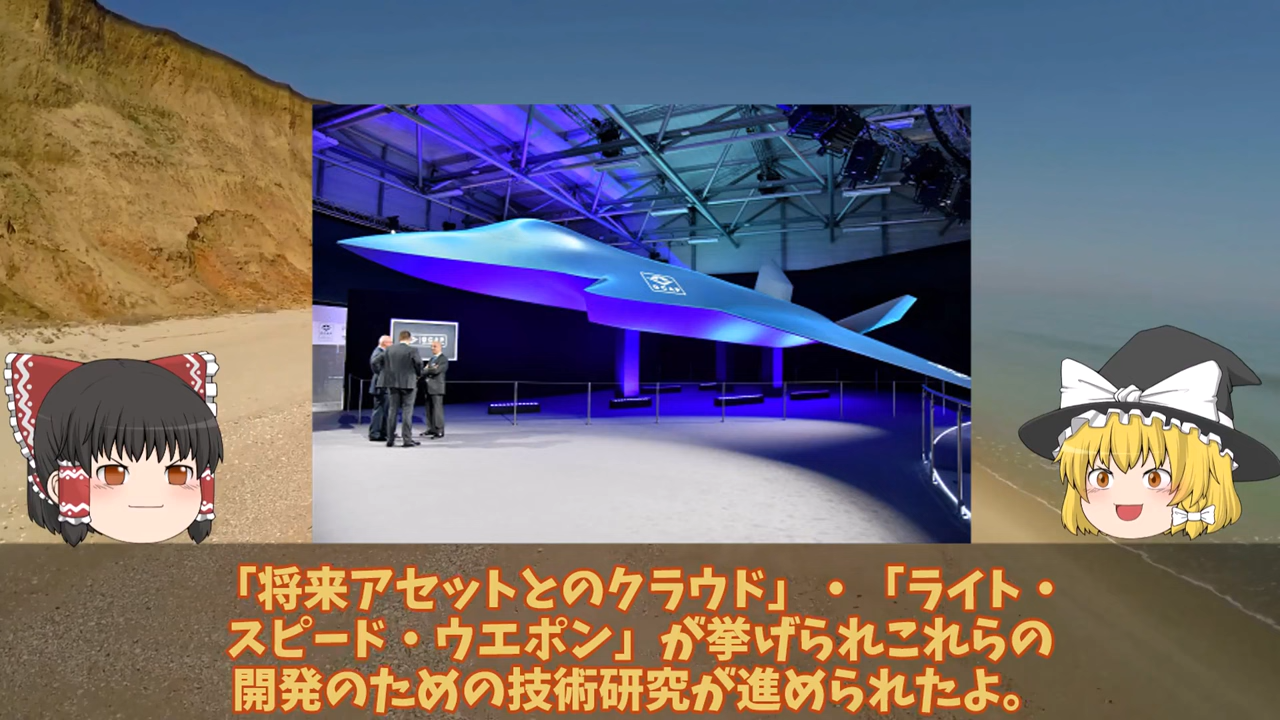 GCAP
GCAP
「将来アセットとのクラウド」・「ライト・
スピード・ウエポン」が挙げられこれらの
開発のための技術研究が進められたよ。